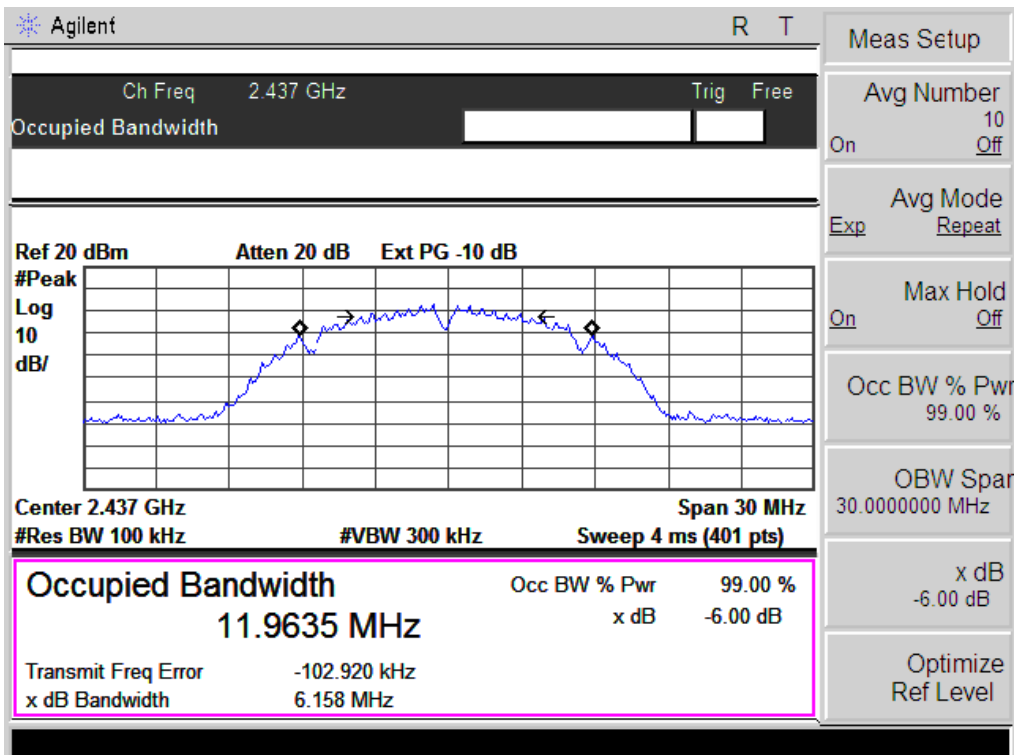 Agilent R T
Meas Setup
Ch Freq 2.437 GHz Trig Free
Occupied Bandwidth
Avg Number
10
On Off
Avg Mode
Exp Repeat
Max Hold
On Off
Occ BW % Pwr
99.00 %
OBW Span
30.0000000 MHz
x dB
-6.00 dB
Optimize
Ref Level
Ref 20 dBm Atten 20 dB Ext PG -10 dB
#Peak
Log
10
dB/
Center 2.437 GHz Span 30 MHz
#Res BW 100 kHz #VBW 300 kHz Sweep 4 ms (401 pts)
Occupied Bandwidth Occ BW % Pwr 99.00 %
11.9635 MHz x dB -6.00 dB
Transmit Freq Error -102.920 kHz
x dB Bandwidth 6.158 MHz